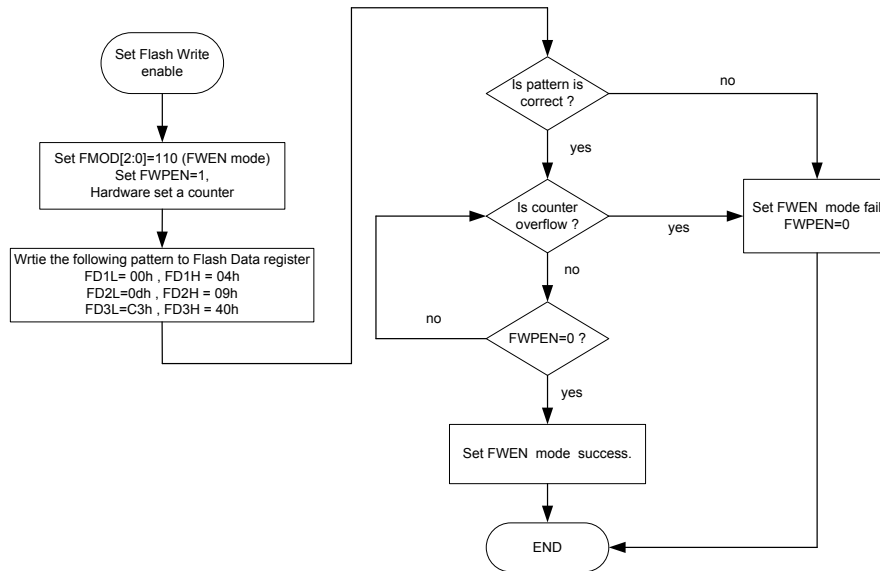 Set Flash Write
enable
Set FMOD[2:0]=110 (FWEN mode)
Set FWPEN=1,
Hardware set a counter
Wrtie the following pattern to Flash Data register
FD1L= 00h , FD1H = 04h
FD2L=0dh , FD2H = 09h
FD3L=C3h , FD3H = 40h
Is pattern is
correct ?
no
yes
Is counter
overflow ?
yes
Set FWEN mode fail
FWPEN=0
no
no
FWPEN=0 ?
yes
Set FWEN mode success.
END